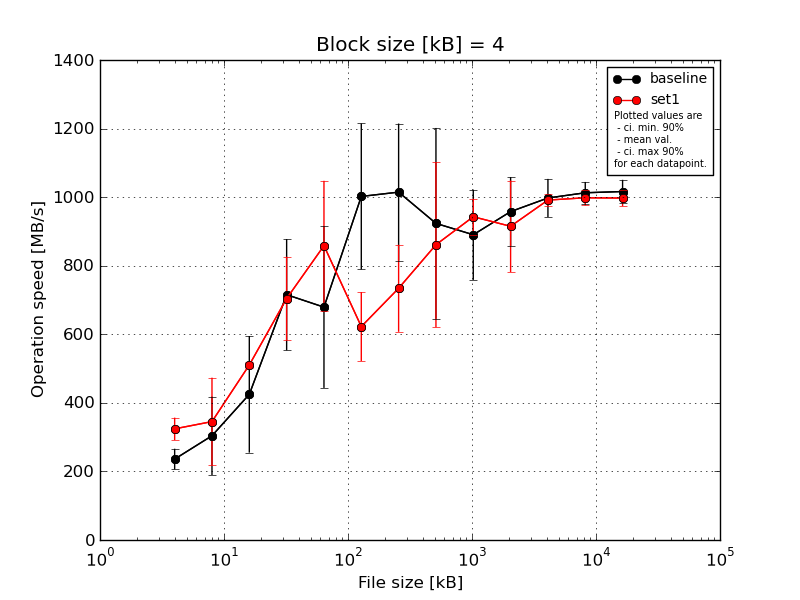 Block size [kB] = 4
1400
1200
1000
800
600
400
200
0
Operation speed [MB/s]
baseline
set1
Plotted values are
- ci. min. 90%
- mean val.
- ci. max 90%
for each datapoint.
10⁰ 10¹ 10² 10³ 10⁴ 10⁵
File size [kB]